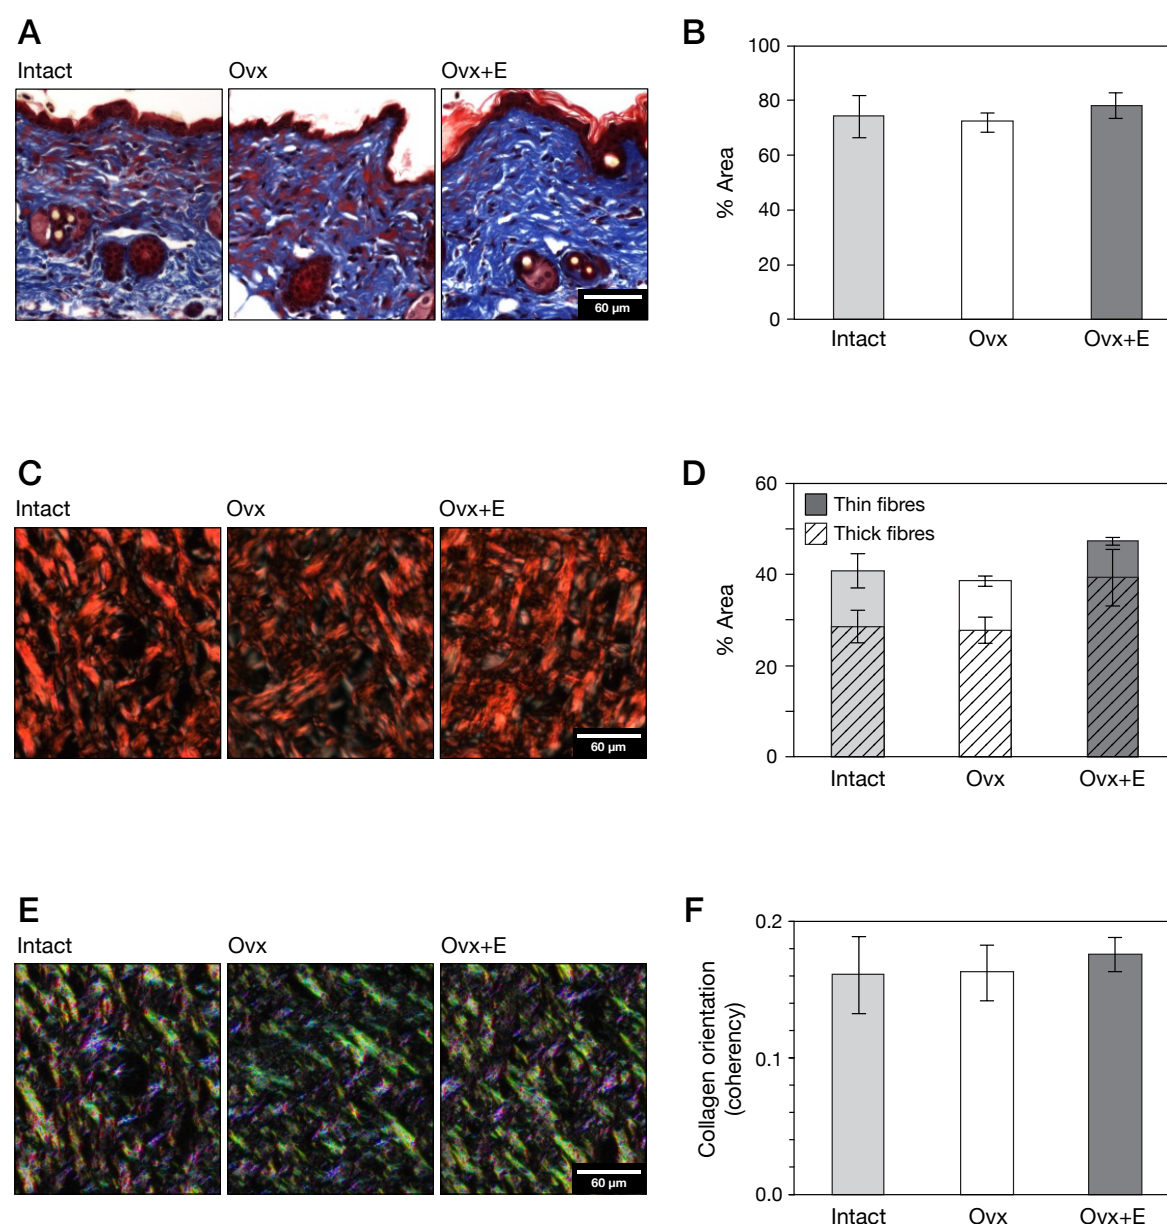 A
Intact Ovx Ovx+E
60 µm
B
100
80
60
40
20
0
% Area
Intact Ovx Ovx+E
C
Intact Ovx Ovx+E
60 µm
D
60
40
20
0
% Area
Thin fibres
Thick fibres
Intact Ovx Ovx+E
E
Intact Ovx Ovx+E
60 µm
F
0.2
0.1
0.0
Collagen orientation
(coherency)
Intact Ovx Ovx+E